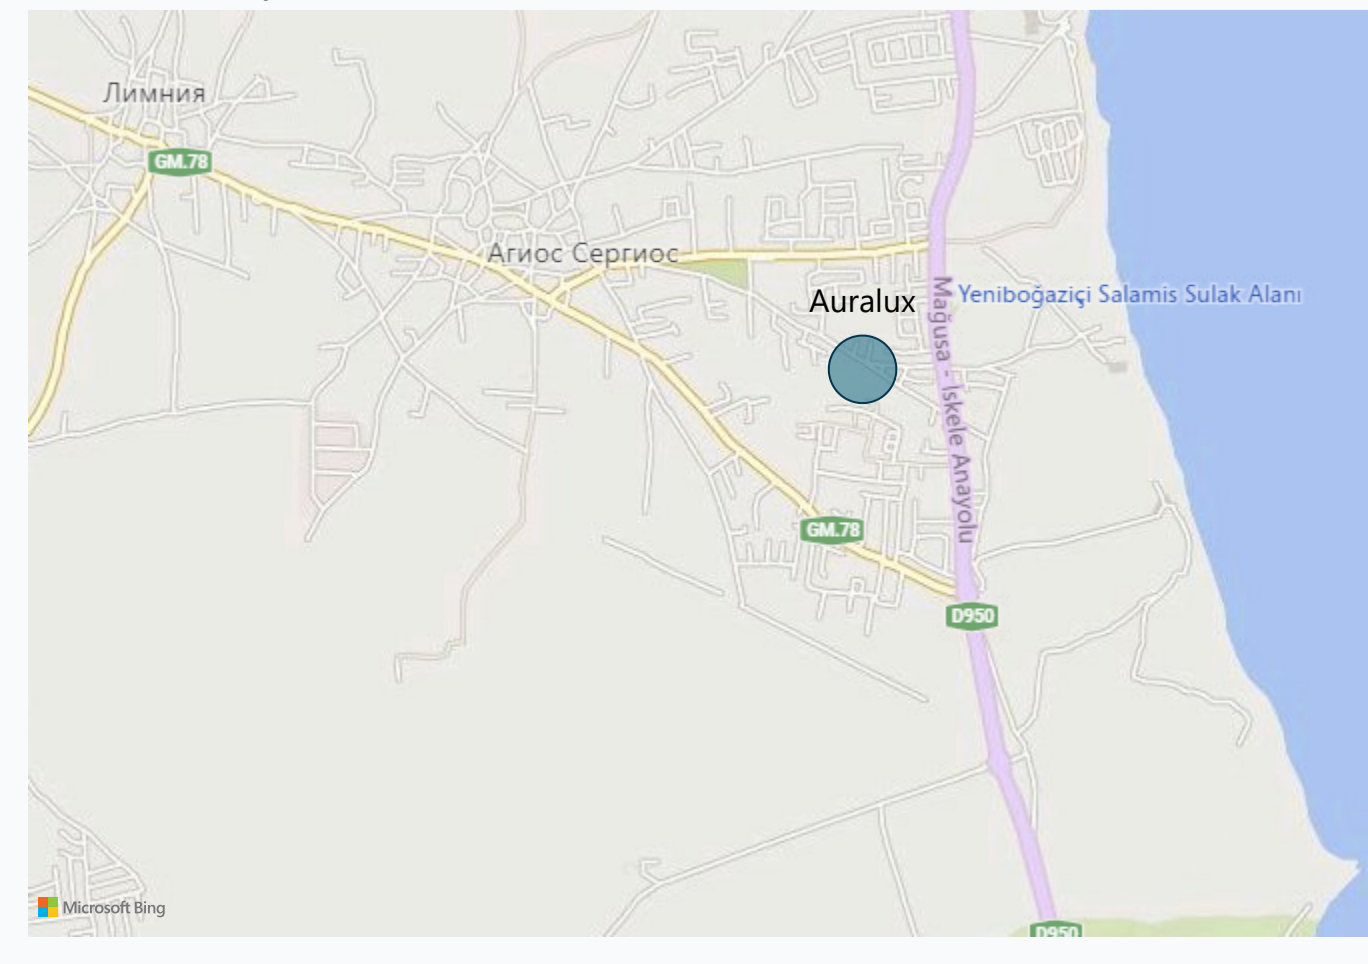 Лимния
GM.78
Агиос Сергиос
Auralux
Yeniboğaziçi Salamis Sulak Alanı
Mağusa - İskele Anayolu
GM.78
D950
Microsoft Bing
D950